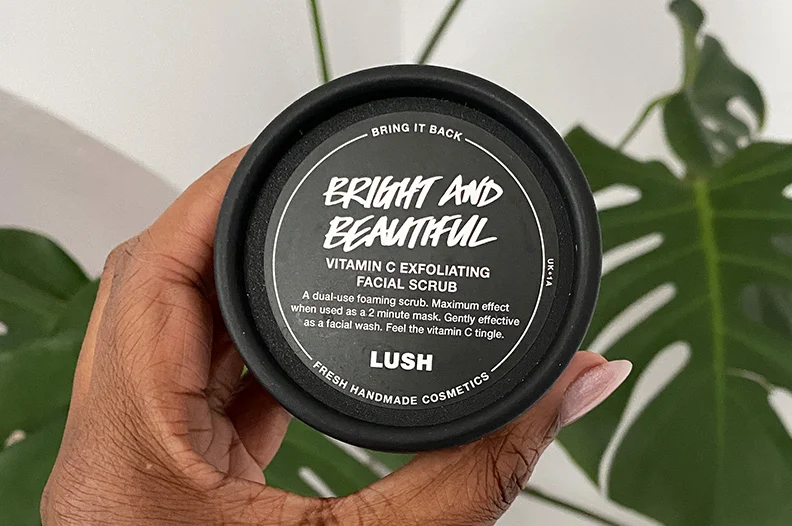 BRING IT BACK
BRIGHT AND
BEAUTIFUL
VITAMIN C EXFOLIATING
FACIAL SCRUB
A dual-use foaming scrub. Maximum effect
when used as a 2 minute mask. Gently effective
as a facial wash. Feel the vitamin C tingle.
UK+1A
LUSH
FRESH HANDMADE COSMETICS